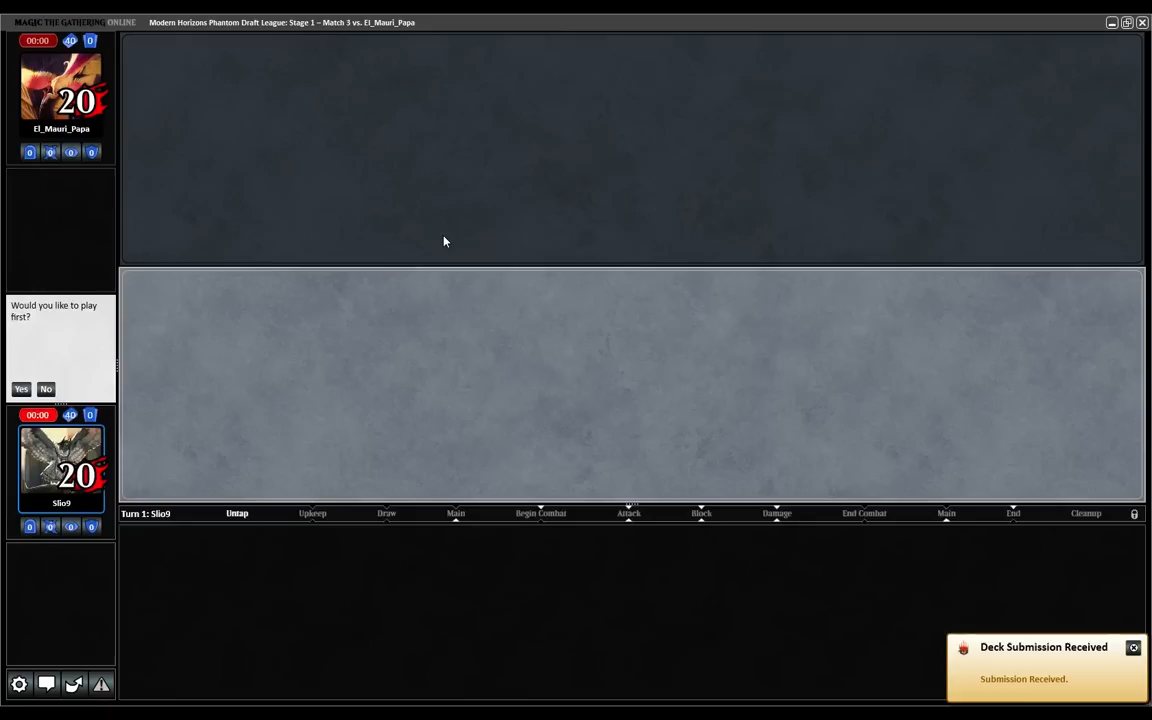 MAGIC THE GATHERING ONLINE Modern Horizons Phantom Draft League: Stage 1 – Match 3 vs. El_Mauri_Papa
00:00 40 0
20
El_Mauri_Papa
0 0 0 0
Would you like to play
first?
Yes No
00:00 40 0
20
Slio9
0 0 0 0
Turn 1: Slio9 Untap Upkeep Draw Main Begin Combat Attack Block Damage End Combat Main End Cleanup
Deck Submission Received
Submission Received.